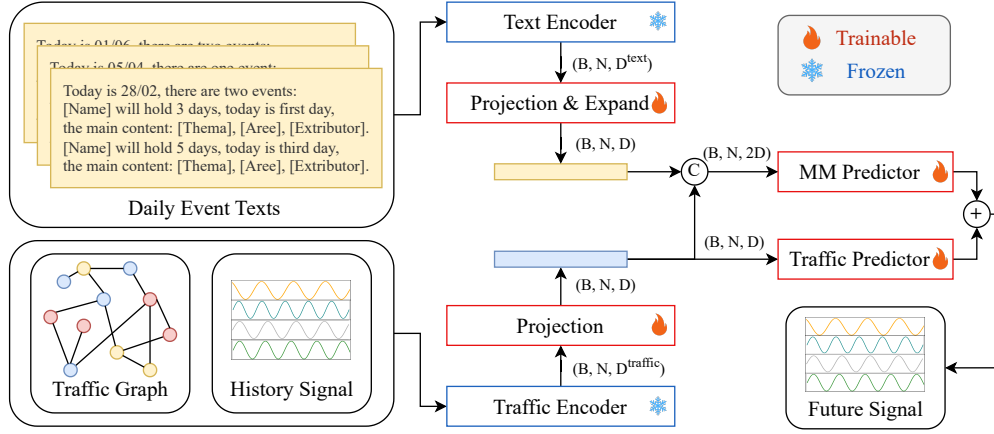 Today is 01/06, there are two events:
Today is 05/04, there are one event:
Today is 28/02, there are two events:
[Name] will hold 3 days, today is first day,
the main content: [Thema], [Aree], [Extributor].
[Name] will hold 5 days, today is third day,
the main content: [Thema], [Aree], [Extributor].
Daily Event Texts
Text Encoder
(B, N, D^text)
Projection & Expand
(B, N, D)
C
(B, N, 2D)
MM Predictor
Trainable
Frozen
+
(B, N, D)
Traffic Predictor
(B, N, D)
Projection
(B, N, D^traffic)
Traffic Encoder
Traffic Graph
History Signal
Future Signal